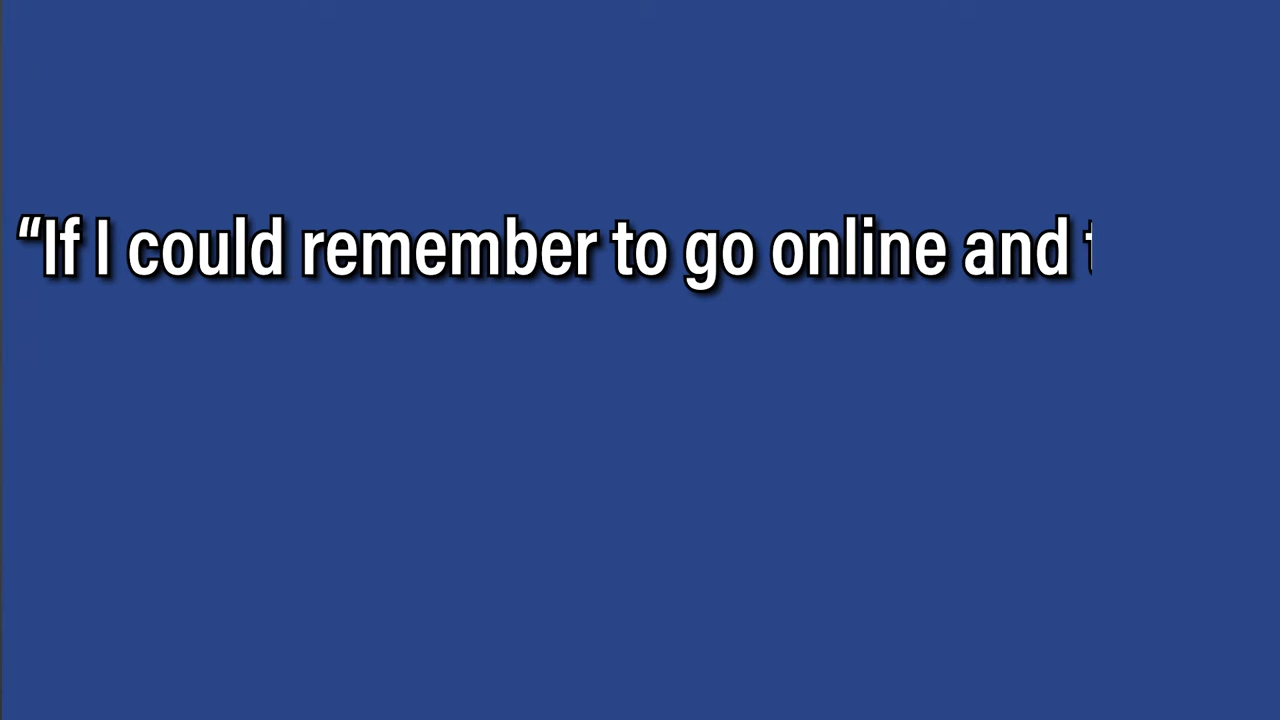 “If I could remember to go online and